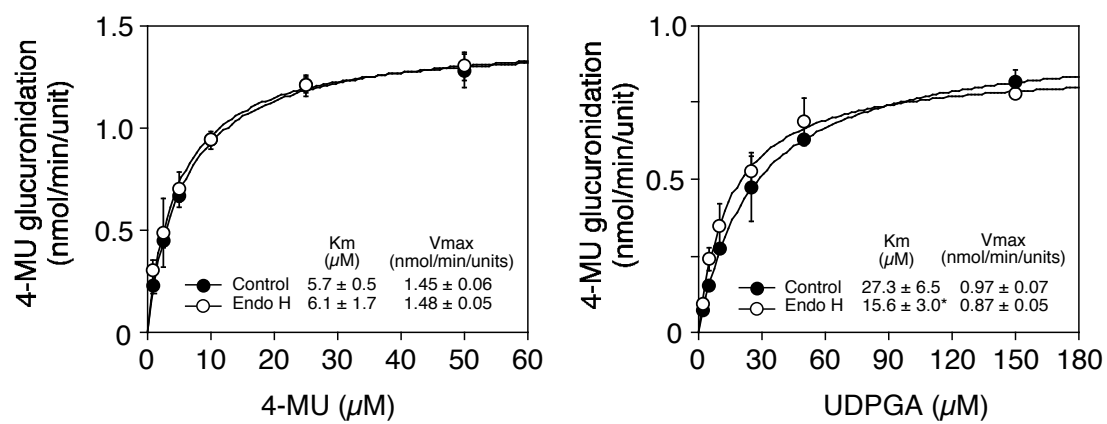 4-MU glucuronidation
(nmol/min/unit)
1.5
1.0
0.5
0
0 10 20 30 40 50 60
4-MU (µM)
Km Vmax
(µM) (nmol/min/units)
Control 5.7 ± 0.5 1.45 ± 0.06
Endo H 6.1 ± 1.7 1.48 ± 0.05
4-MU glucuronidation
(nmol/min/unit)
1.0
0.5
0
0 30 60 90 120 150 180
UDPGA (µM)
Km Vmax
(µM) (nmol/min/units)
Control 27.3 ± 6.5 0.97 ± 0.07
Endo H 15.6 ± 3.0* 0.87 ± 0.05